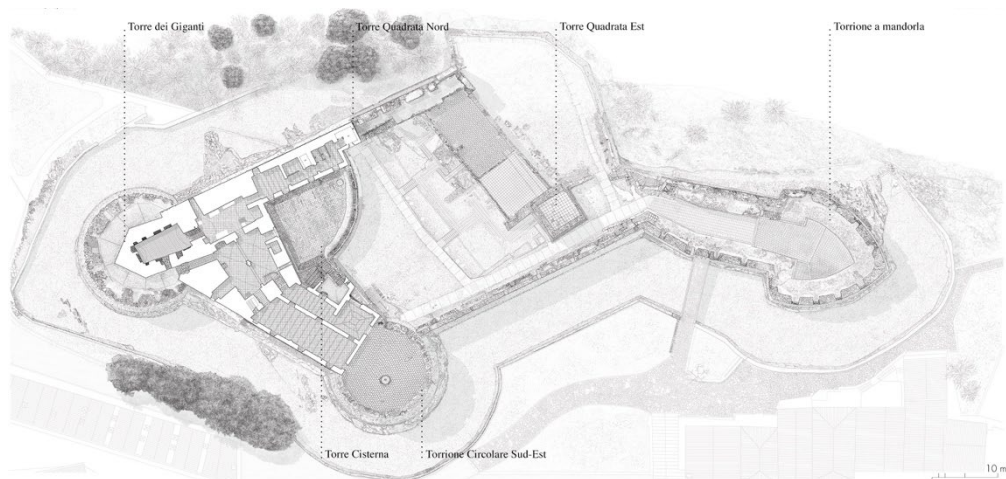 Torre dei Giganti
Torre Quadrata Nord
Torre Quadrata Est
Torrione a mandorla
Torre Cisterna
Torrione Circolare Sud-Est
10 m